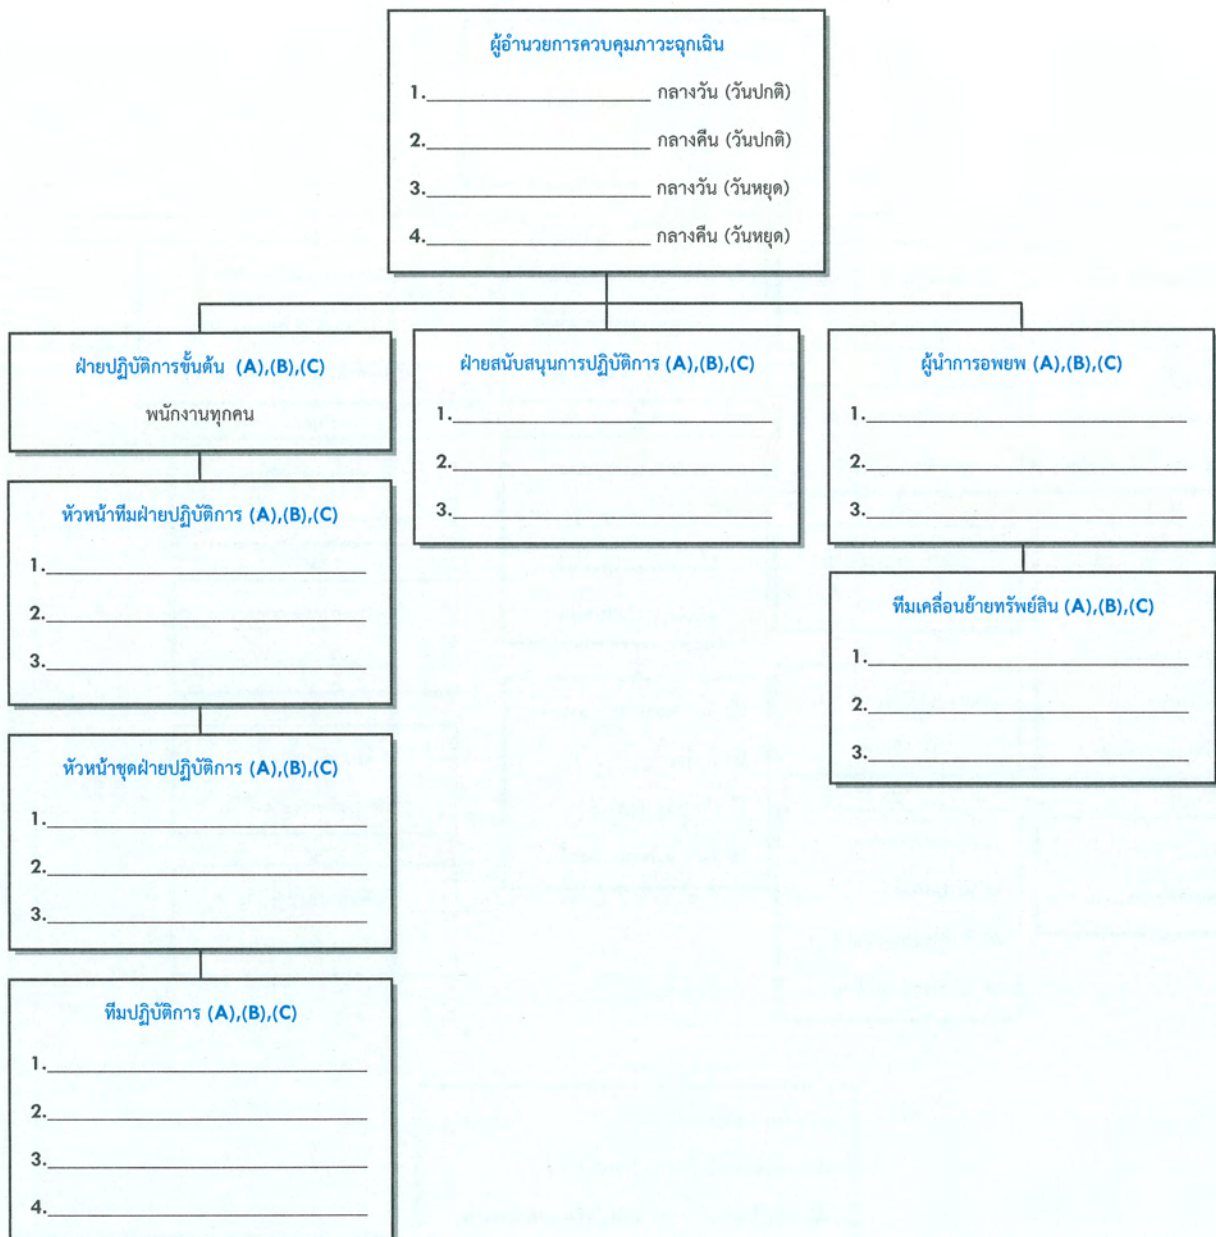 ผู้อำนวยการควบคุมภาวะฉุกเฉิน
1.____________________ กลางวัน (วันปกติ)
2.____________________ กลางคืน (วันปกติ)
3.____________________ กลางวัน (วันหยุด)
4.____________________ กลางคืน (วันหยุด)
ฝ่ายปฏิบัติการขั้นต้น (A),(B),(C)
พนักงานทุกคน
ฝ่ายสนับสนุนการปฏิบัติการ (A),(B),(C)
1.
2.
3.
ผู้นำการอพยพ (A),(B),(C)
1.
2.
3.
หัวหน้าทีมฝ่ายปฏิบัติการ (A),(B),(C)
1.
2.
3.
ทีมเคลื่อนย้ายทรัพย์สิน (A),(B),(C)
1.
2.
3.
หัวหน้าชุดฝ่ายปฏิบัติการ (A),(B),(C)
1.
2.
3.
ทีมปฏิบัติการ (A),(B),(C)
1.
2.
3.
4.